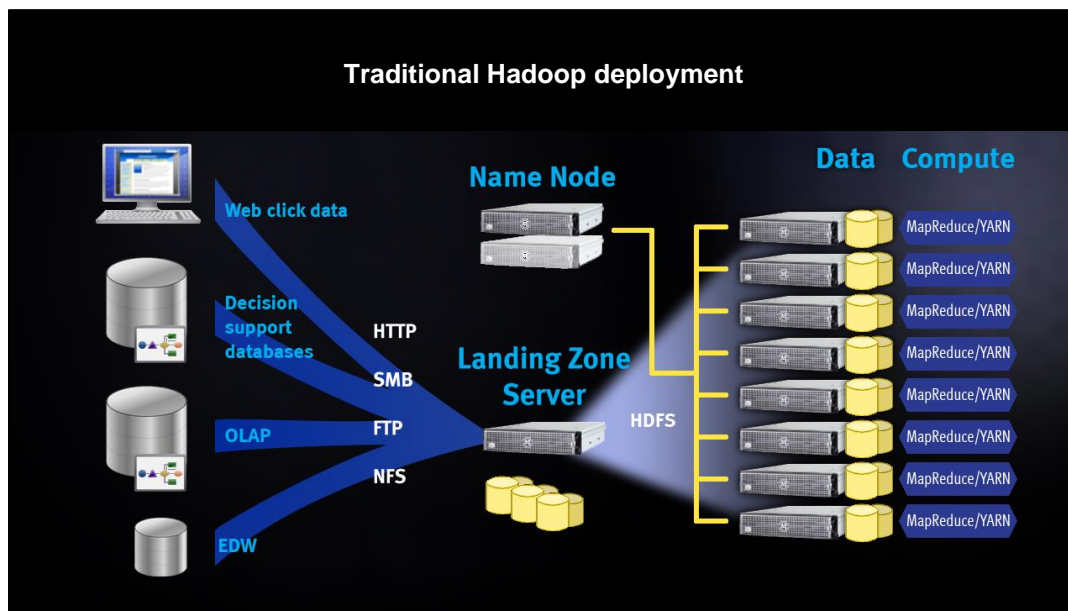 Traditional Hadoop deployment
Web click data
Decision
support
databases
OLAP
EDW
HTTP
SMB
FTP
NFS
Name Node
Landing Zone
Server
HDFS
Data
Compute
MapReduce/YARN
MapReduce/YARN
MapReduce/YARN
MapReduce/YARN
MapReduce/YARN
MapReduce/YARN
MapReduce/YARN
MapReduce/YARN